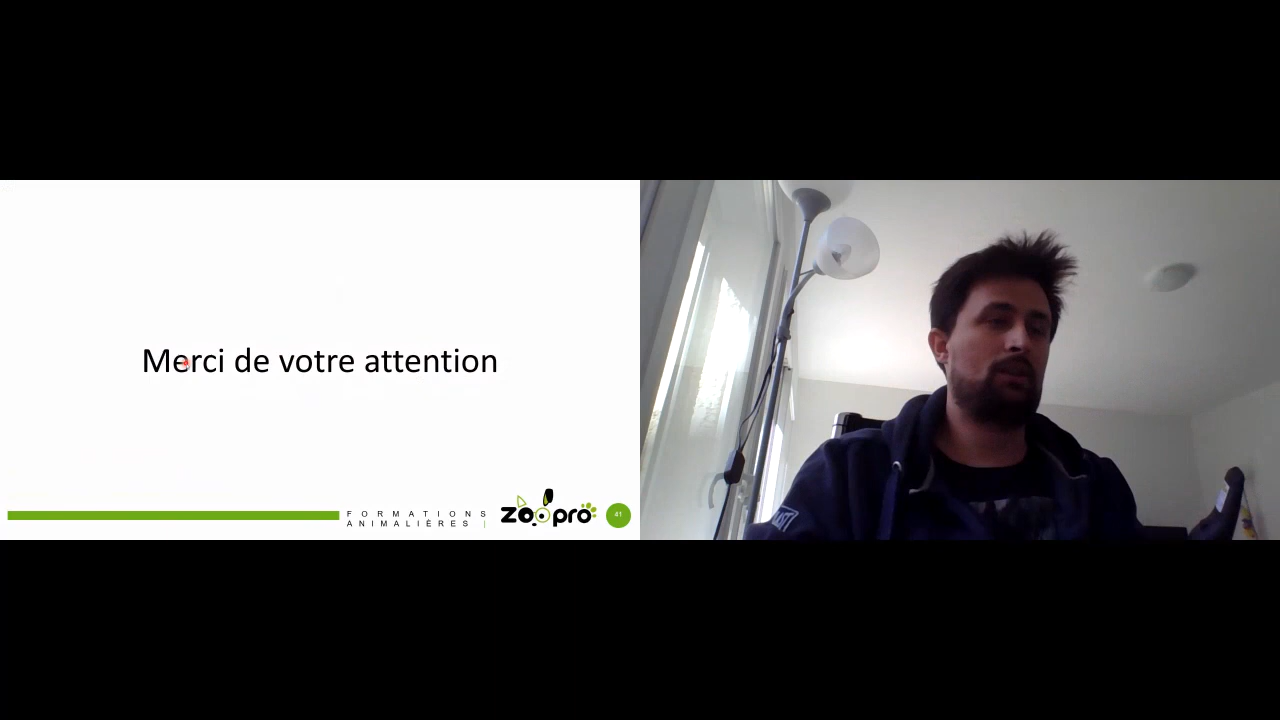 Merci de votre attention
FORMATIONS
ANIMALIÈRES |
zoopro
41